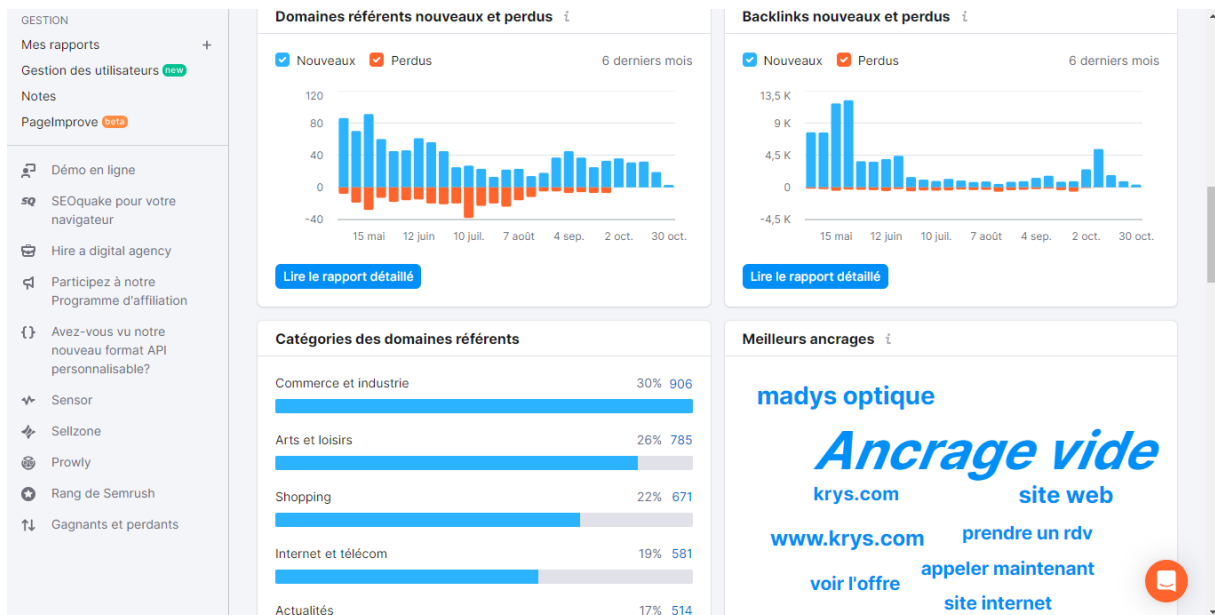 GESTION
Mes rapports +
Gestion des utilisateurs new
Notes
PageImprove beta
Démo en ligne
SEOquake pour votre
navigateur
Hire a digital agency
Participez à notre
Programme d'affiliation
Avez-vous vu notre
nouveau format API
personnalisable?
Sensor
Sellzone
Prowly
Rang de Semrush
Gagnants et perdants
Domaines référents nouveaux et perdus i
Nouveaux Perdus 6 derniers mois
120
80
40
0
-40
15 mai 12 juin 10 juil. 7 août 4 sep. 2 oct. 30 oct.
Lire le rapport détaillé
Backlinks nouveaux et perdus i
Nouveaux Perdus 6 derniers mois
13,5 K
9 K
4,5 K
0
-4,5 K
15 mai 12 juin 10 juil. 7 août 4 sep. 2 oct. 30 oct.
Lire le rapport détaillé
Catégories des domaines référents
Commerce et industrie 30% 906
Arts et loisirs 26% 785
Shopping 22% 671
Internet et télécom 19% 581
Actualités 17% 514
Meilleurs ancrages i
madys optique
Ancrage vide
krys.com site web
www.krys.com prendre un rdv
voir l'offre appeler maintenant
site internet